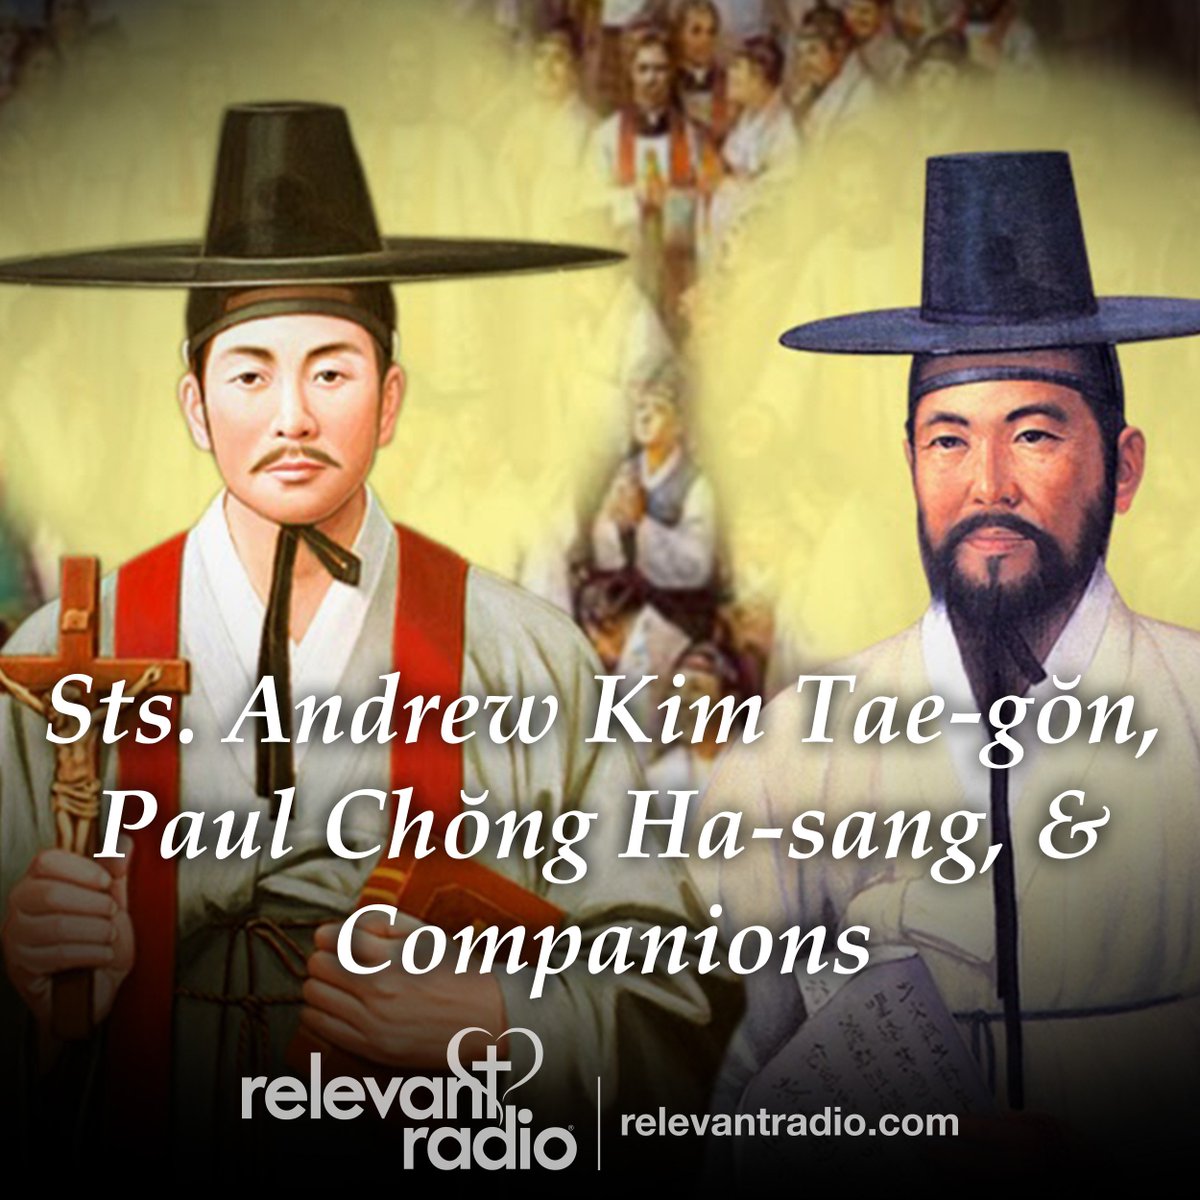 Sts. Andrew Kim Tae-gŏn,
Paul Chŏng Ha-sang, &
Companions
relevant
radio®
relevantradio.com